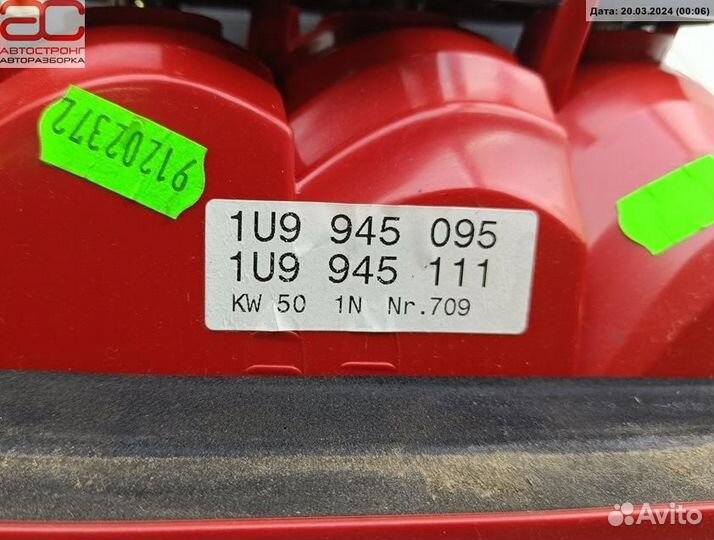 АС
АВТОСТРОНГ
АВТОРАЗБОРКА
Дата: 20.03.2024 (00:06)
91202372
1U9 945 095
1U9 945 111
KW 50 1N Nr.709
Avito